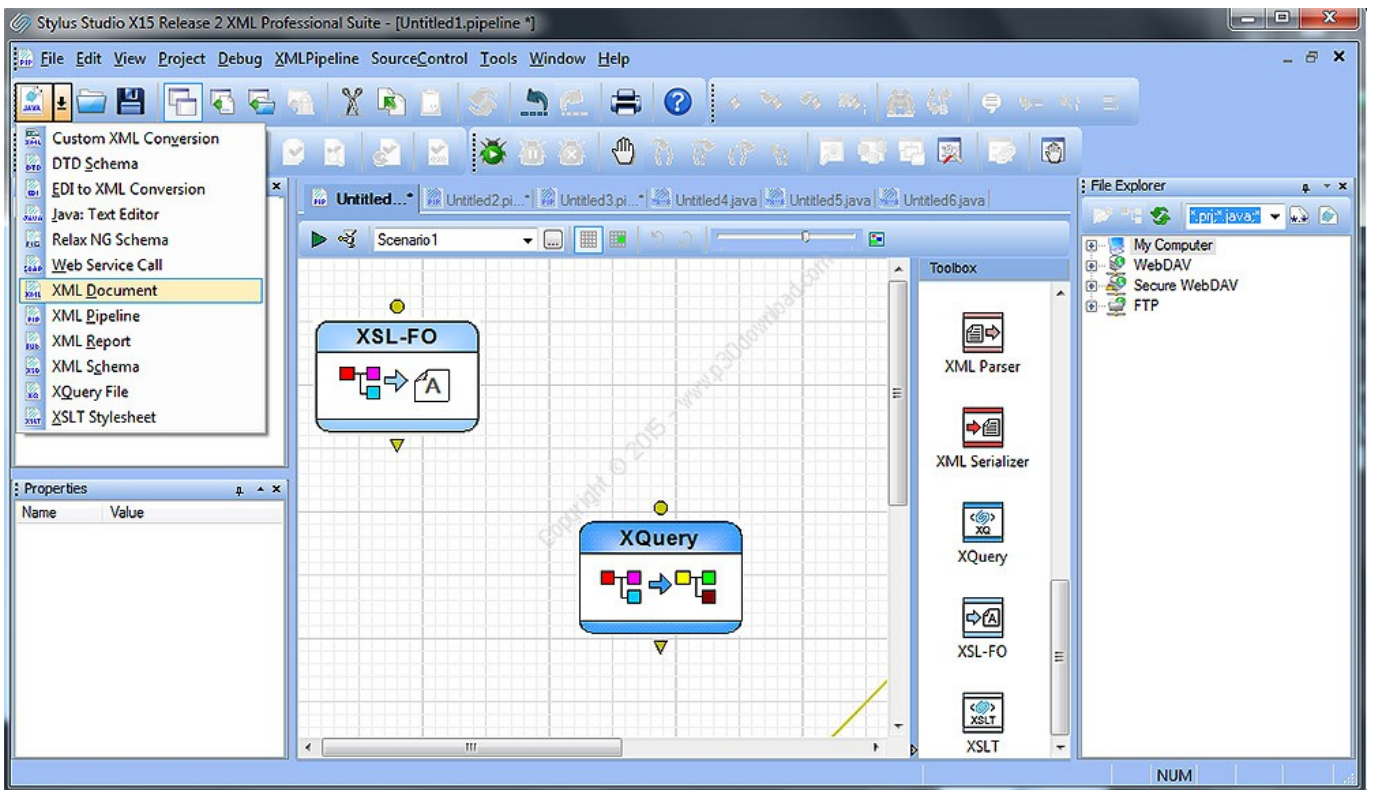 Stylus Studio X15 Release 2 XML Professional Suite - [Untitled1.pipeline *]
File Edit View Project Debug XMLPipeline SourceControl Tools Window Help
Custom XML Conversion
DTD Schema
EDI to XML Conversion
Java: Text Editor
Relax NG Schema
Web Service Call
XML Document
XML Pipeline
XML Report
XML Schema
XQuery File
XSLT Stylesheet
Properties
Name Value
Untitled...* Untitled2.pi...* Untitled3.pi...* Untitled4.java Untitled5.java Untitled6.java
Scenario1
XSL-FO
A
XQuery
Copyright © 2015 - www.p30download.com
Toolbox
XML Parser
XML Serializer
XQ
XQuery
A
XSL-FO
XSLT
XSLT
File Explorer
*.prj;*.java;*
My Computer
WebDAV
Secure WebDAV
FTP
NUM